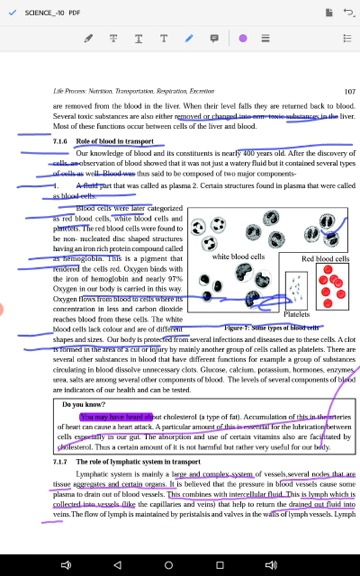 SCIENCE_-10 PDF
Life Process: Nutrition, Transportation, Respiration, Excretion 107
are removed from the blood in the liver. When their level falls they are returned back to blood.
Several toxic substances are also either removed or changed into non- toxic substances in the liver.
Most of these functions occur between cells of the liver and blood.
7.1.6 Role of blood in transport
Our knowledge of blood and its constituents is nearly 400 years old. After the discovery of
cells, an observation of blood showed that it was not just a watery fluid but it contained several types
of cells as well. Blood was thus said to be composed of two major components-
1. A fluid part that was called as plasma 2. Certain structures found in plasma that were called
as blood cells.
Blood cells were later categorized
as red blood cells, white blood cells and
platelets. The red blood cells were found to
be non- nucleated disc shaped structures
having an iron rich protein compound called
as hemoglobin. This is a pigment that
rendered the cells red. Oxygen binds with
the iron of hemoglobin and nearly 97%
Oxygen in our body is carried in this way.
Oxygen flows from blood to cells where its
concentration in less and carbon dioxide
reaches blood from these cells. The white
blood cells lack colour and are of different
white blood cells
Red blood cells
Platelets
Figure-7: Some types of blood cells
shapes and sizes. Our body is protected from several infections and diseases due to these cells. A clot
is formed in the area of a cut or injury by mainly another group of cells called as platelets. There are
several other substances in blood that have different functions for example a group of substances
circulating in blood dissolve unnecessary clots. Glucose, calcium, potassium, hormones, enzymes,
urea, salts are among several other components of blood. The levels of several components of blood
are indicators of our health and can be tested.
Do you know?
You may have heard about cholesterol (a type of fat). Accumulation of this in the arteries
of heart can cause a heart attack. A particular amount of this is essential for the lubrication between
cells especially in our gut. The absorption and use of certain vitamins also are facilitated by
cholesterol. Thus a certain amount of it is not harmful but rather very useful for our body.
7.1.7 The role of lymphatic system in transport
Lymphatic system is mainly a large and complex system of vessels,several nodes that are
tissue aggregates and certain organs. It is believed that the pressure in blood vessels cause some
plasma to drain out of blood vessels. This combines with intercellular fluid. This is lymph which is
collected into vessels (like the capillaries and veins) that help to return the drained out fluid into
veins.The flow of lymph is maintained by peristalsis and valves in the walls of lymph vessels. Lymph